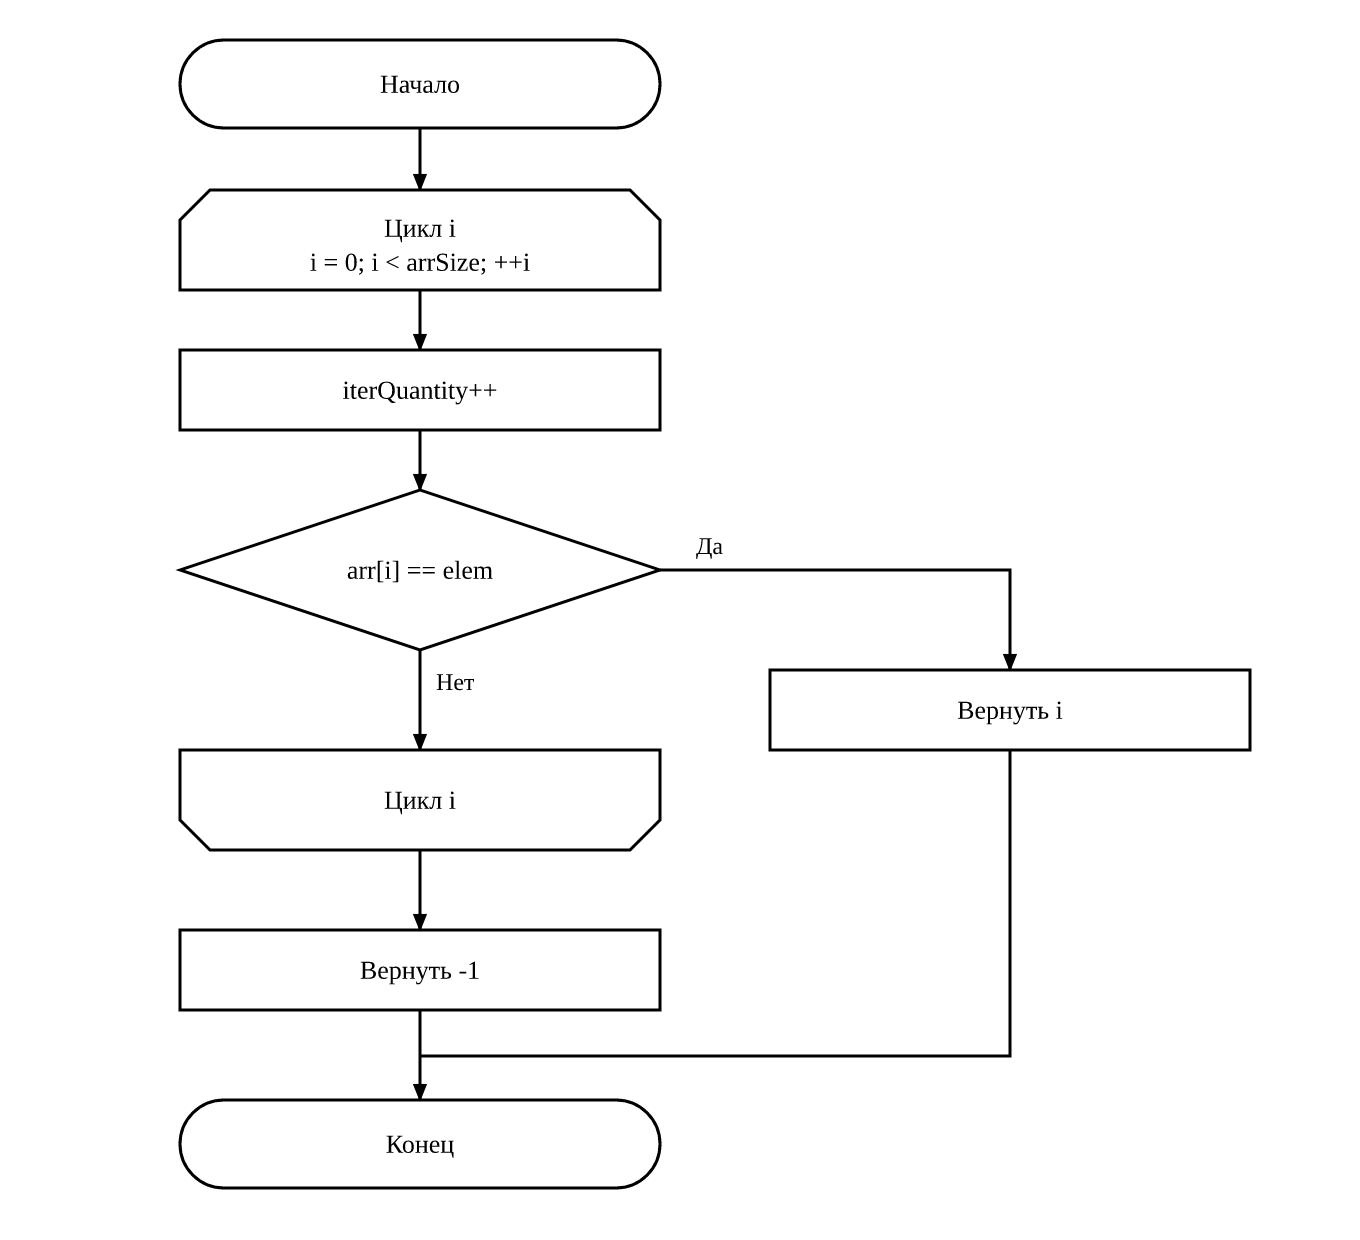 Начало
Цикл i
i = 0; i < arrSize; ++i
iterQuantity++
arr[i] == elem
Да
Нет
Вернуть i
Цикл i
Вернуть -1
Конец